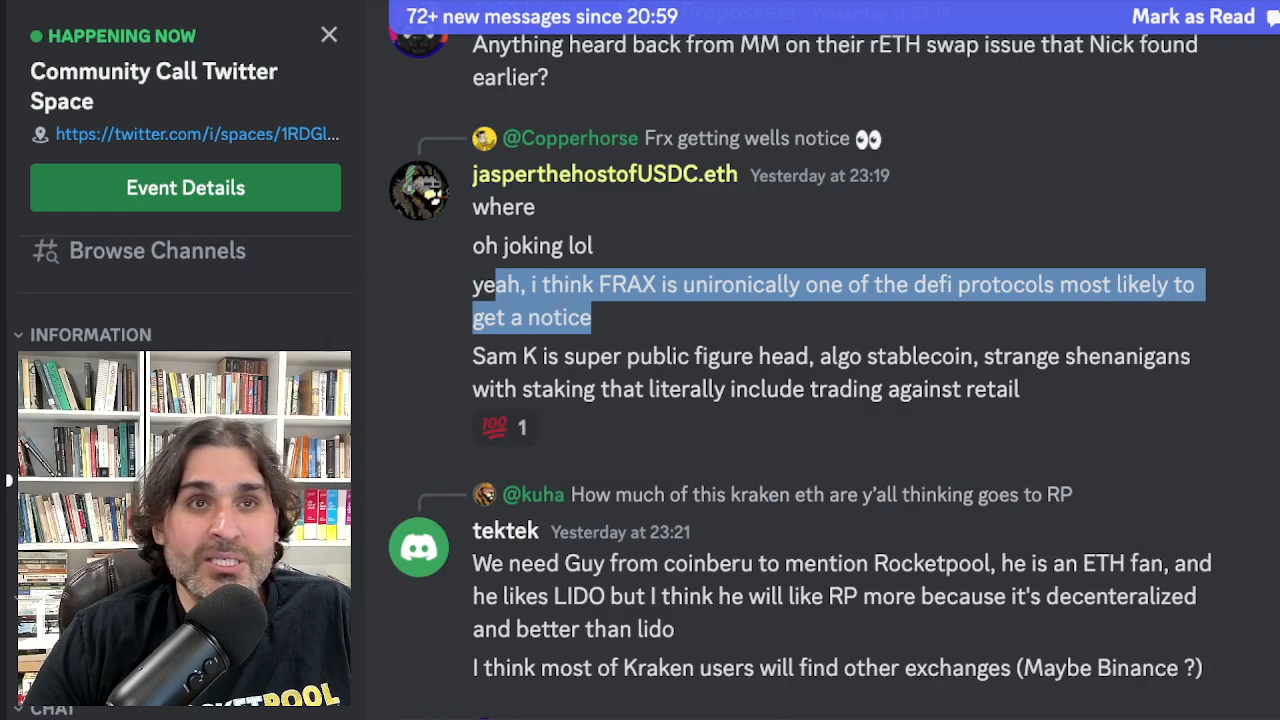 HAPPENING NOW
Community Call Twitter
Space
https://twitter.com/i/spaces/1RDGl...
Event Details
Browse Channels
INFORMATION
CHAT
72+ new messages since 20:59
Mark as Read
Yesterday at 23:19
Anything heard back from MM on their rETH swap issue that Nick found
earlier?
@Copperhorse Frx getting wells notice 👀
jasperthehostofUSDC.eth Yesterday at 23:19
where
oh joking lol
yeah, i think FRAX is unironically one of the defi protocols most likely to
get a notice
Sam K is super public figure head, algo stablecoin, strange shenanigans
with staking that literally include trading against retail
💯 1
@kuha How much of this kraken eth are y'all thinking goes to RP
tektek Yesterday at 23:21
We need Guy from coinberu to mention Rocketpool, he is an ETH fan, and
he likes LIDO but I think he will like RP more because it's decenteralized
and better than lido
I think most of Kraken users will find other exchanges (Maybe Binance ?)